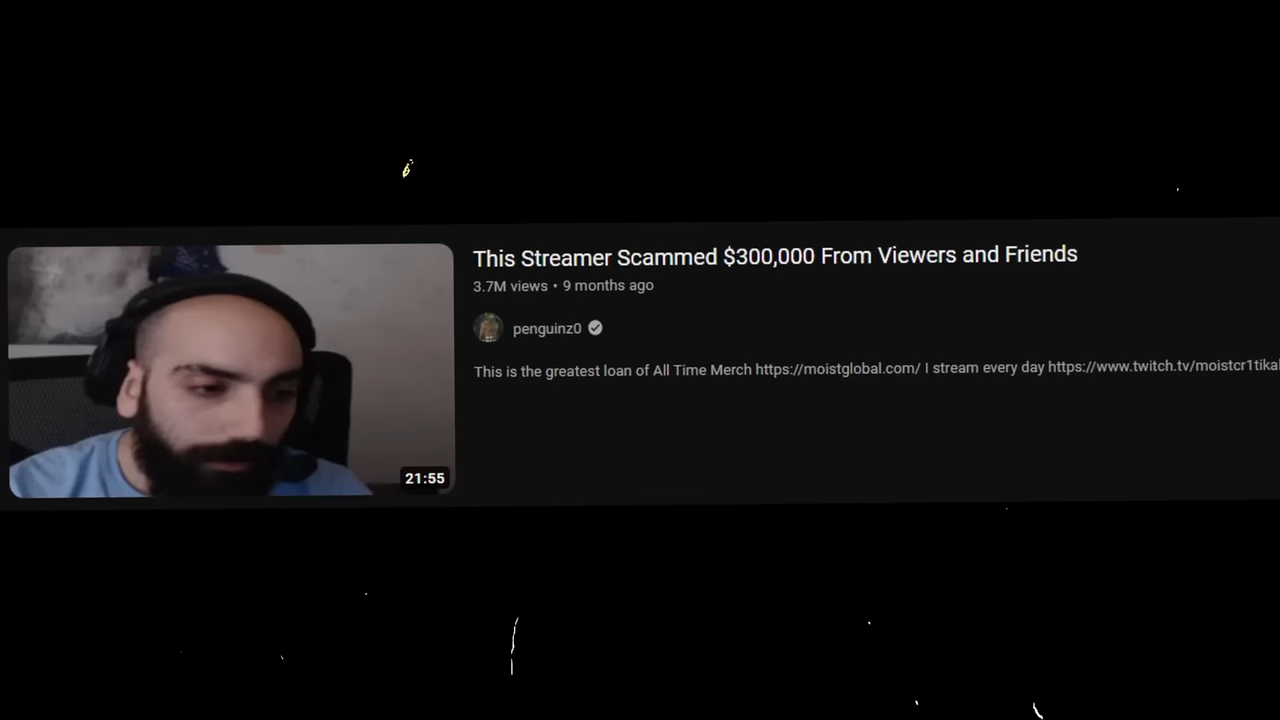 This Streamer Scammed $300,000 From Viewers and Friends
3.7M views • 9 months ago
penguinz0
This is the greatest loan of All Time Merch https://moistglobal.com/ I stream every day https://www.twitch.tv/moistcr1tikal
21:55